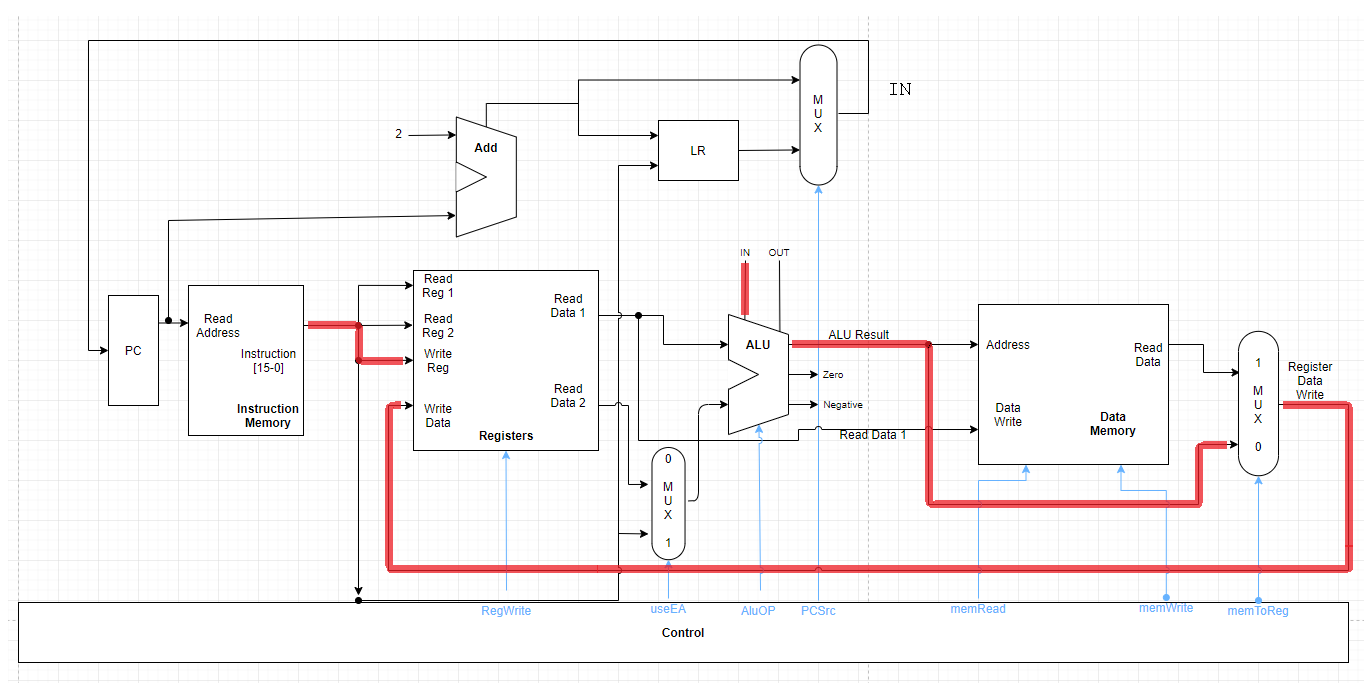 IN
2
Add
LR
M
U
X
PC
Read
Address
Instruction
[15-0]
Instruction
Memory
Read
Reg 1
Read
Reg 2
Write
Reg
Write
Data
Read
Data 1
Read
Data 2
Registers
0
M
U
X
1
IN
OUT
ALU
ALU Result
Zero
Negative
Read Data 1
Address
Data
Write
Read
Data
Data
Memory
1
M
U
X
0
Register
Data
Write
RegWrite
useEA
AluOP
PCSrc
memRead
memWrite
memToReg
Control